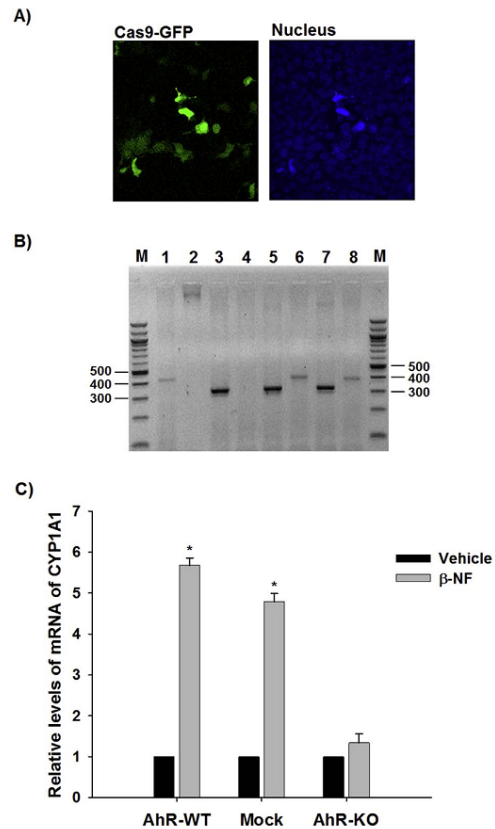 A)
Cas9-GFP Nucleus
B)
M 1 2 3 4 5 6 7 8 M
500 500
400 400
300 300
C)
Relative levels of mRNA of CYP1A1
7
6
5
4
3
2
1
0
* *
Vehicle
β-NF
AhR-WT Mock AhR-KO